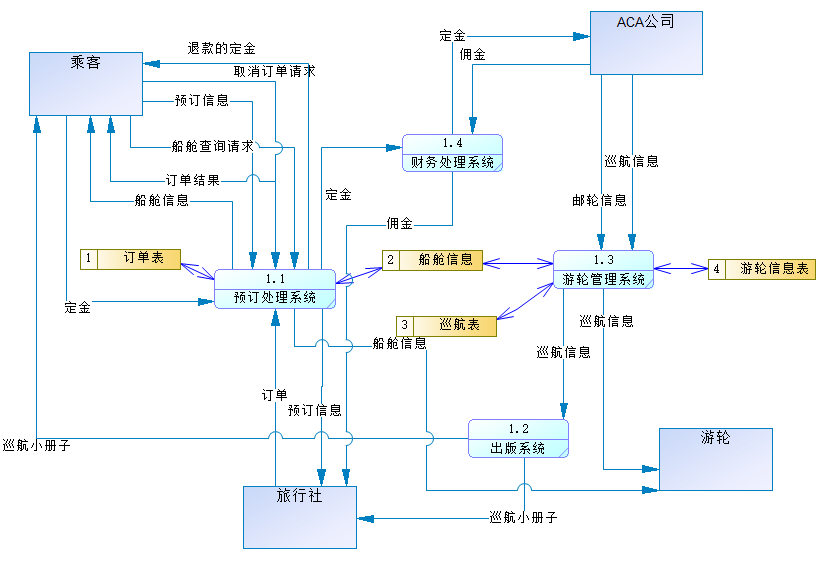 ACA公司
定金
退款的定金
佣金
乘客
取消订单请求
预订信息
1.4
船舱查询请求
财务处理系统
巡航信息
订单结果
定金
船舱信息
邮轮信息
佣金
1
订单表
2
船舱信息
1.3
4
游轮信息表
1.1
游轮管理系统
预订处理系统
定金
3
巡航表
巡航信息
船舱信息
巡航信息
订单
预订信息
1.2
巡航小册子
出版系统
游轮
旅行社
巡航小册子